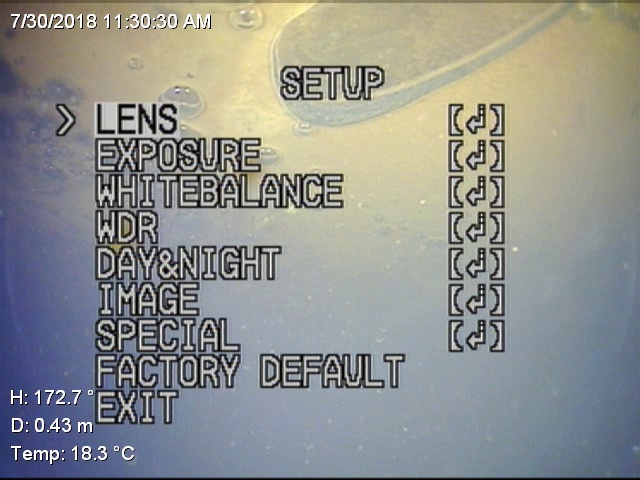 7/30/2018 11:30:30 AM
SETUP
> LENS [↲]
EXPOSURE [↲]
WHITEBALANCE [↲]
WDR [↲]
DAY&NIGHT [↲]
IMAGE [↲]
SPECIAL [↲]
FACTORY DEFAULT
EXIT
H: 172.7 °
D: 0.43 m
Temp: 18.3 °C